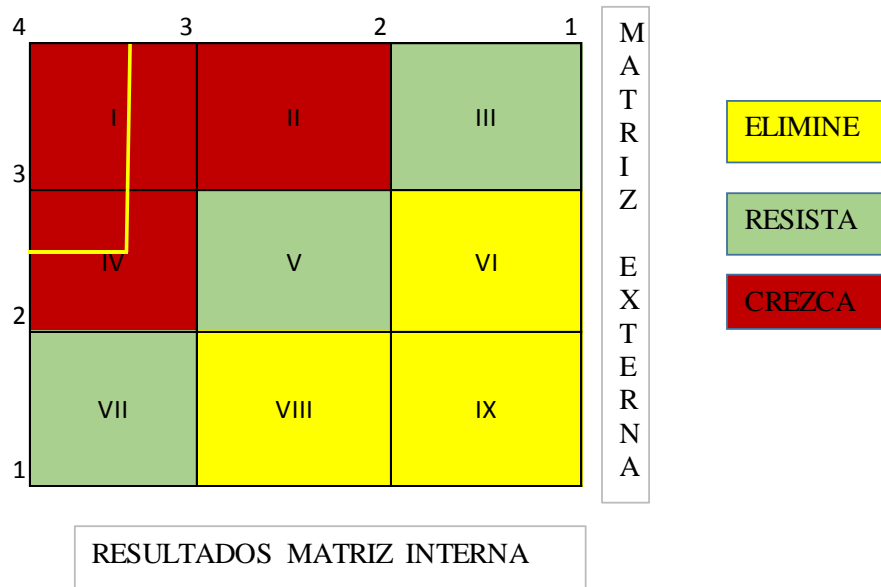 4 3 2 1
I II III
3
IV V VI
2
VII VIII IX
1
M
A
T
R
I
Z
E
X
T
E
R
N
A
ELIMINE
RESISTA
CREZCA
RESULTADOS MATRIZ INTERNA